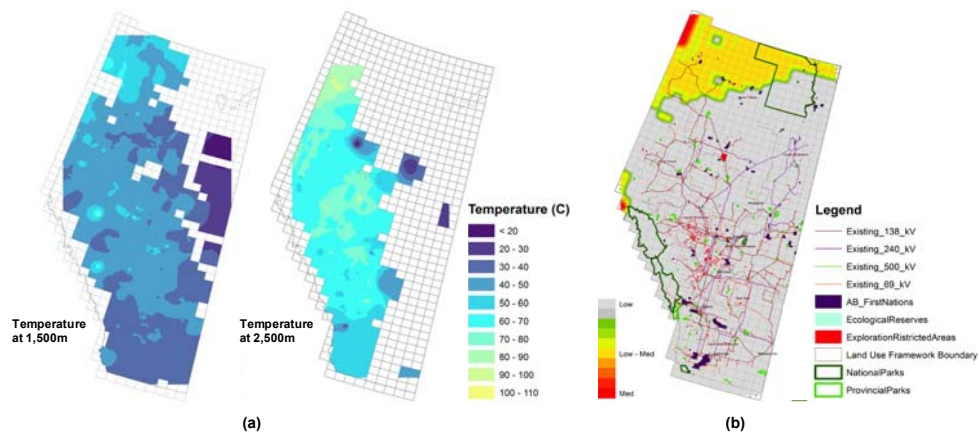 Temperature
at 1,500m
Temperature
at 2,500m
Temperature (C)
< 20
20 - 30
30 - 40
40 - 50
50 - 60
60 - 70
70 - 80
80 - 90
90 - 100
100 - 110
(a)
Low
Low - Med
Med
Legend
Existing_138_kV
Existing_240_kV
Existing_500_kV
Existing_69_kV
AB_FirstNations
EcologicalReserves
ExplorationRistrictedAreas
Land Use Framework Boundary
NationalParks
ProvincialParks
(b)